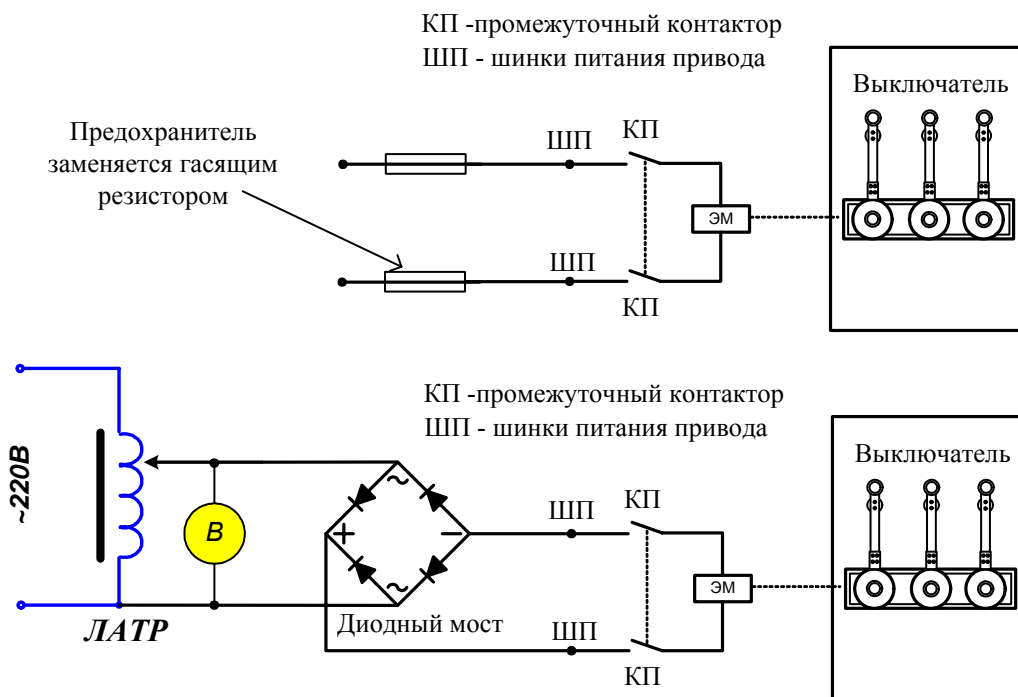 КП -промежуточный контактор
ШП - шинки питания привода
Выключатель
Предохранитель
заменяется гасящим
резистором
ШП
КП
ЭМ
ШП
КП
КП -промежуточный контактор
ШП - шинки питания привода
Выключатель
~220В
В
~
+
−
~
ШП
КП
ЭМ
Диодный мост
ШП
КП
ЛАТР